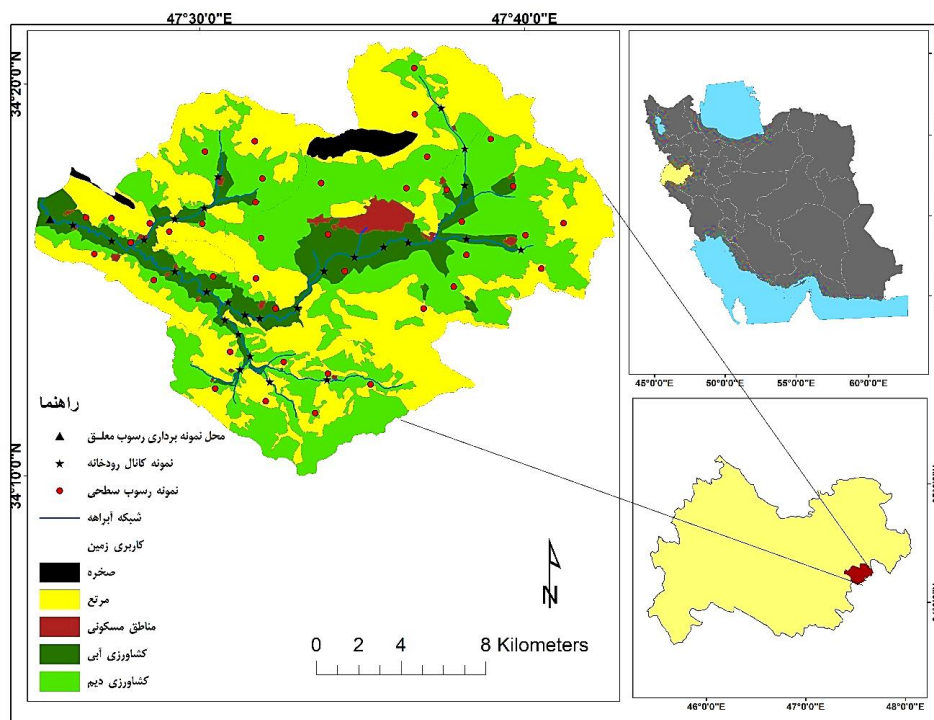 47°30'0"E 47°40'0"E
34°20'0"N
34°10'0"N
راهنما
محل نمونه برداری رسوب معلق
نمونه کانال رودخانه
نمونه رسوب سطحی
شبکه آبراهه
کاربری زمین
صخره
مرتع
مناطق مسکونی
کشاورزی آبی
کشاورزی دیم
N
0 2 4 8 Kilometers
45°0'0"E 50°0'0"E 55°0'0"E 60°0'0"E
46°0'0"E 47°0'0"E 48°0'0"E